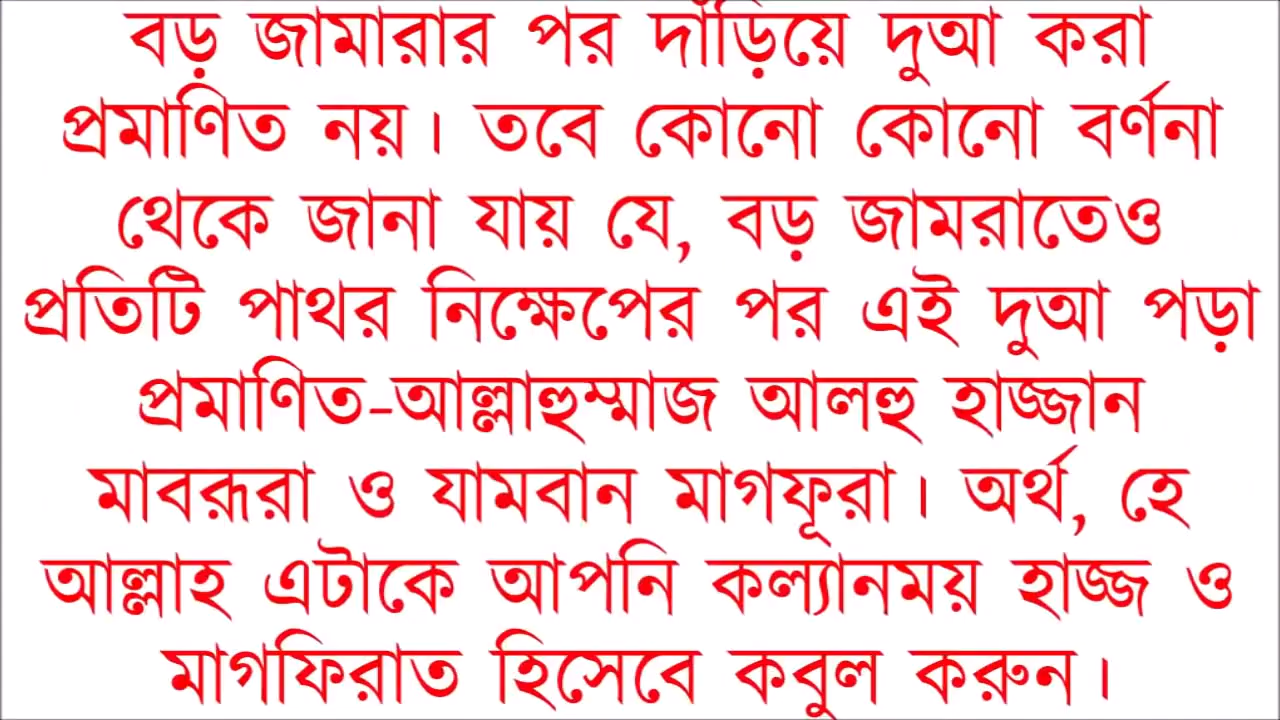 বড় জামারার পর দাঁড়িয়ে দুআ করা
প্রমাণিত নয়। তবে কোনো কোনো বর্ণনা
থেকে জানা যায় যে, বড় জামরাতেও
প্রতিটি পাথর নিক্ষেপের পর এই দুআ পড়া
প্রমাণিত-আল্লাহুম্মাজ আলহু হাজ্জান
মাবরূরা ও যামবান মাগফূরা। অর্থ, হে
আল্লাহ এটাকে আপনি কল্যানময় হাজ্জ ও
মাগফিরাত হিসেবে কবুল করুন।